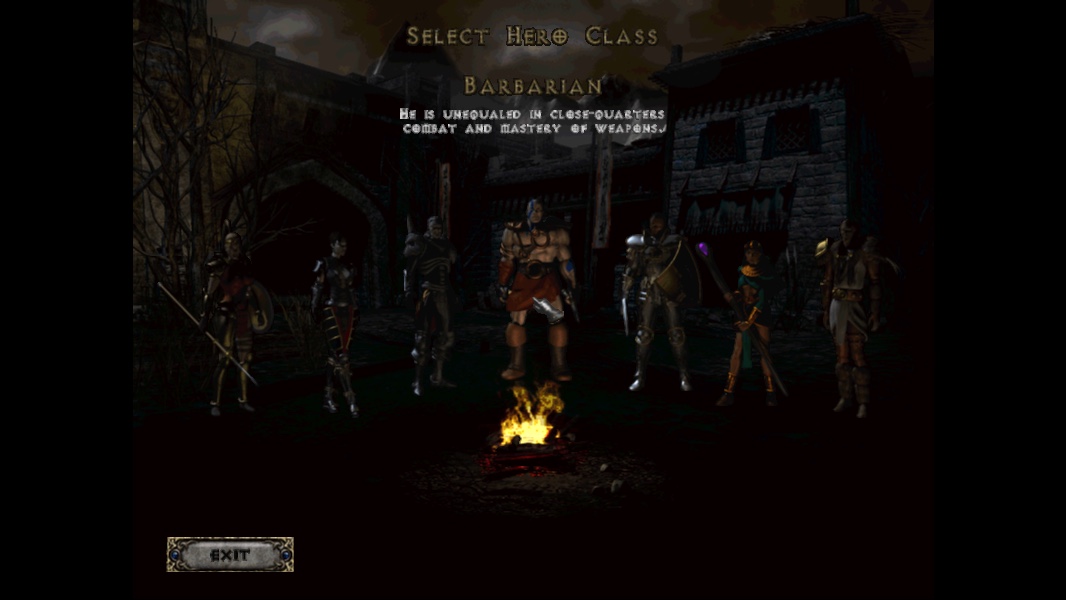 Select Hero Class
Barbarian
He is unequaled in close-quarters
combat and mastery of weapons.
EXIT